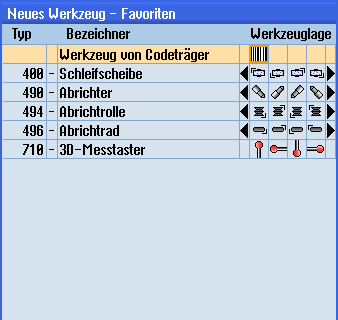 Neues Werkzeug - Favoriten
Typ Bezeichner Werkzeuglage
Werkzeug von Codeträger
400 - Schleifscheibe
490 - Abrichter
494 - Abrichtrolle
496 - Abrichtrad
710 - 3D-Messtaster